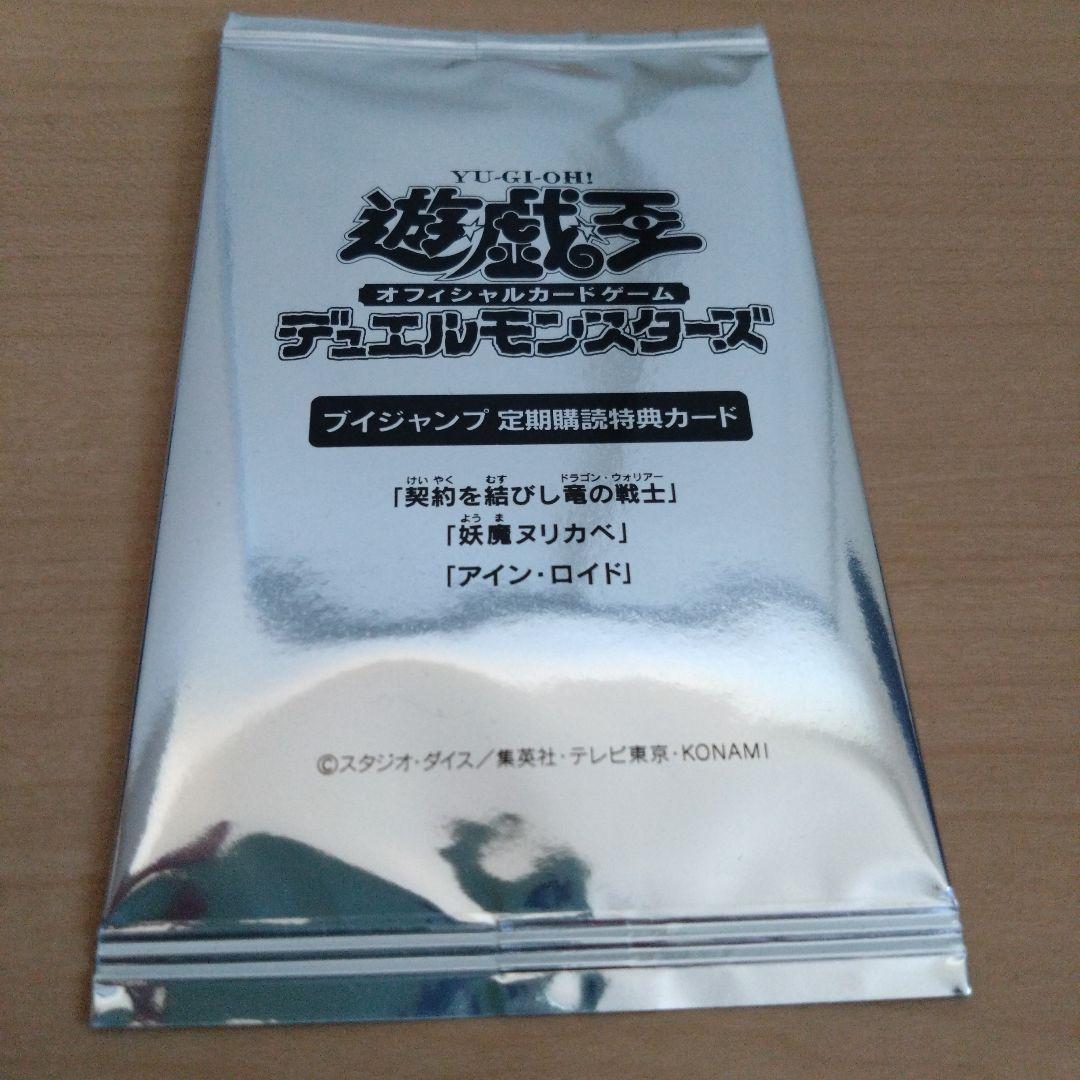 YU-GI-OH!
遊戯王
オフィシャルカードゲーム
デュエルモンスターズ
ブイジャンプ 定期購読特典カード
けい やく むす ドラゴン・ウォリアー
「契約を結びし竜の戦士」
よう ま
「妖魔ヌリカベ」
「アイン・ロイド」
©スタジオ・ダイス/集英社・テレビ東京・KONAMI